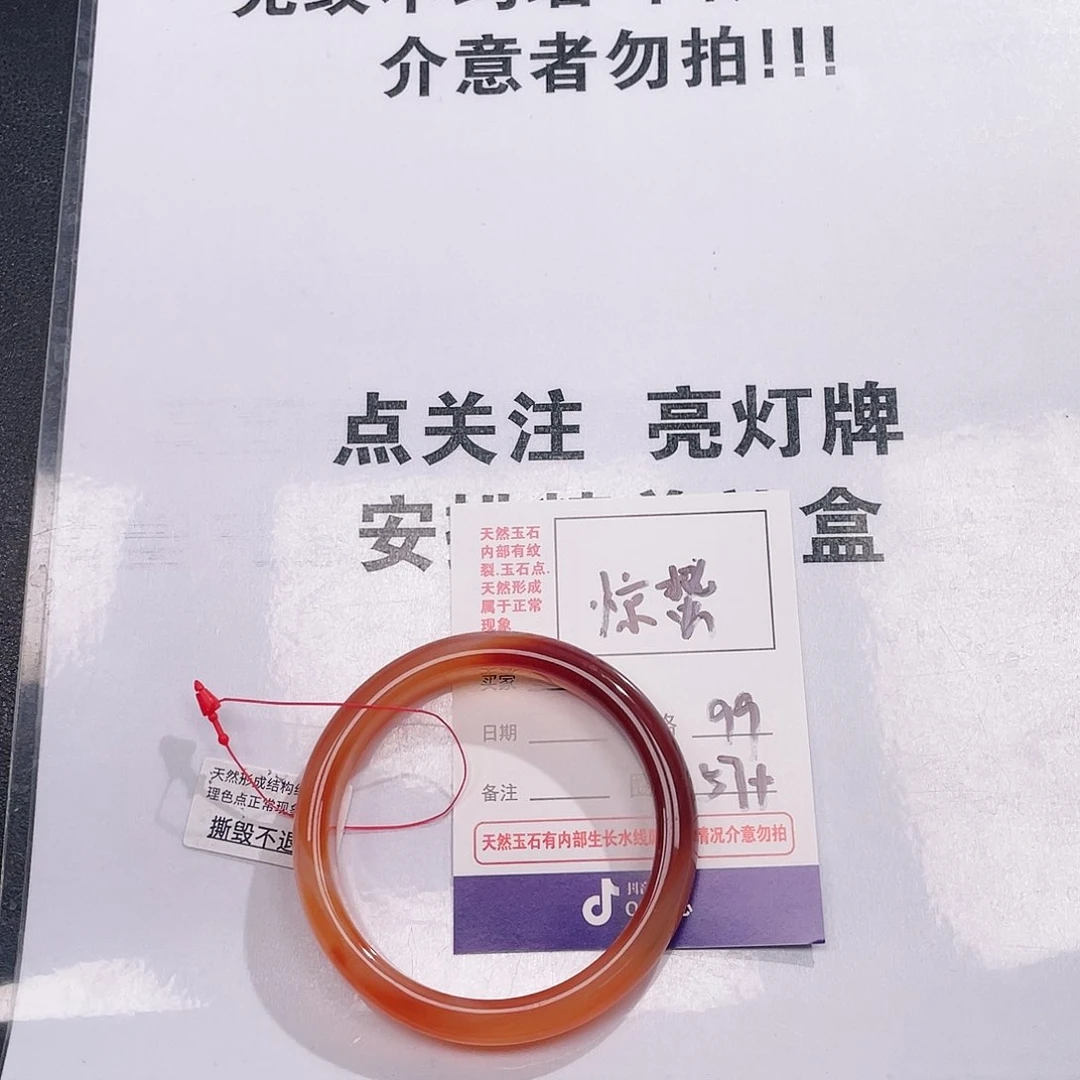 介意者勿拍!!!
点关注 亮灯牌
安 盒
天然玉石
内部有纹
裂.玉石点.
天然形成
属于正常
现象
惊蛰
买家
日期
99
备注
57+
天然玉石有内部生长水线 情况介意勿拍
天然形成结构
理色点正常现
撕毁不退